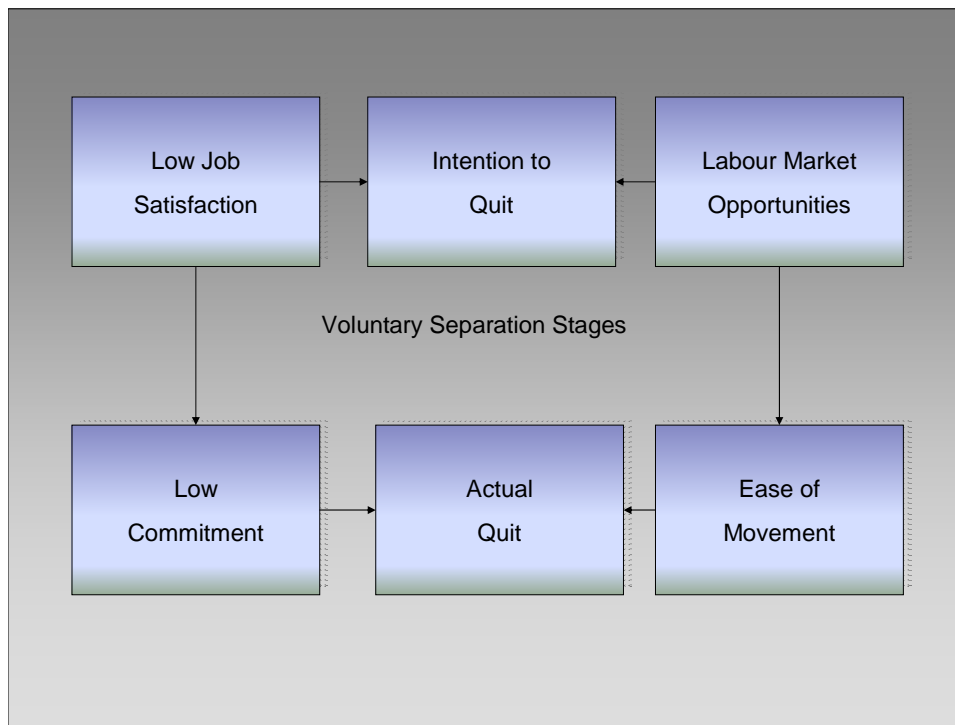 Low Job
Satisfaction
Intention to
Quit
Labour Market
Opportunities
Voluntary Separation Stages
Low
Commitment
Actual
Quit
Ease of
Movement